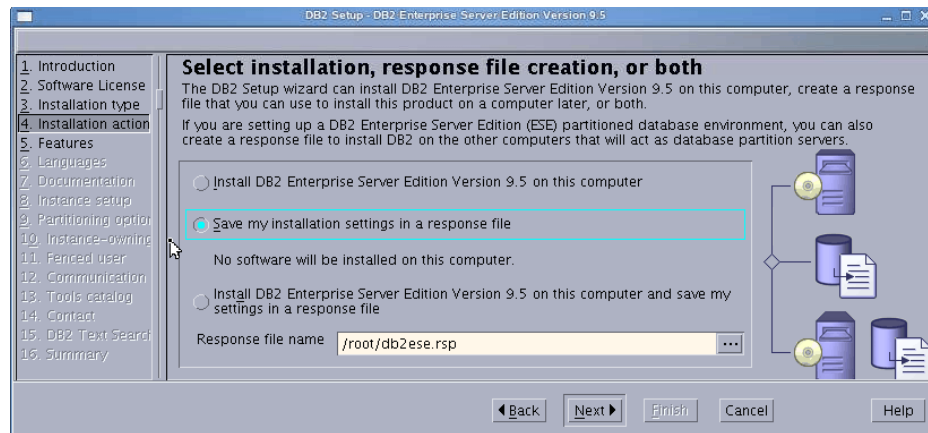 DB2 Setup - DB2 Enterprise Server Edition Version 9.5
1. Introduction
2. Software License
3. Installation type
4. Installation action
5. Features
6. Languages
7. Documentation
8. Instance setup
9. Partitioning option
10. Instance-owning
11. Fenced user
12. Communication
13. Tools catalog
14. Contact
15. DB2 Text Search
16. Summary
Select installation, response file creation, or both
The DB2 Setup wizard can install DB2 Enterprise Server Edition Version 9.5 on this computer, create a response
file that you can use to install this product on a computer later, or both.
If you are setting up a DB2 Enterprise Server Edition (ESE) partitioned database environment, you can also
create a response file to install DB2 on the other computers that will act as database partition servers.
Install DB2 Enterprise Server Edition Version 9.5 on this computer
Save my installation settings in a response file
No software will be installed on this computer.
Install DB2 Enterprise Server Edition Version 9.5 on this computer and save my
settings in a response file
Response file name /root/db2ese.rsp ...
Back Next Finish Cancel Help